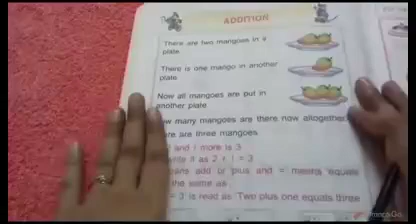 ADDITION
There are two mangoes in a
plate
There is one mango in another
plate
Now all mangoes are put in
another plate
many mangoes are there now altogether
are three mangoes
and 1 more is 3
it as 2 + 1 = 3
add or plus and = means equals
the same as
= 3 is read as Two plus one equals three